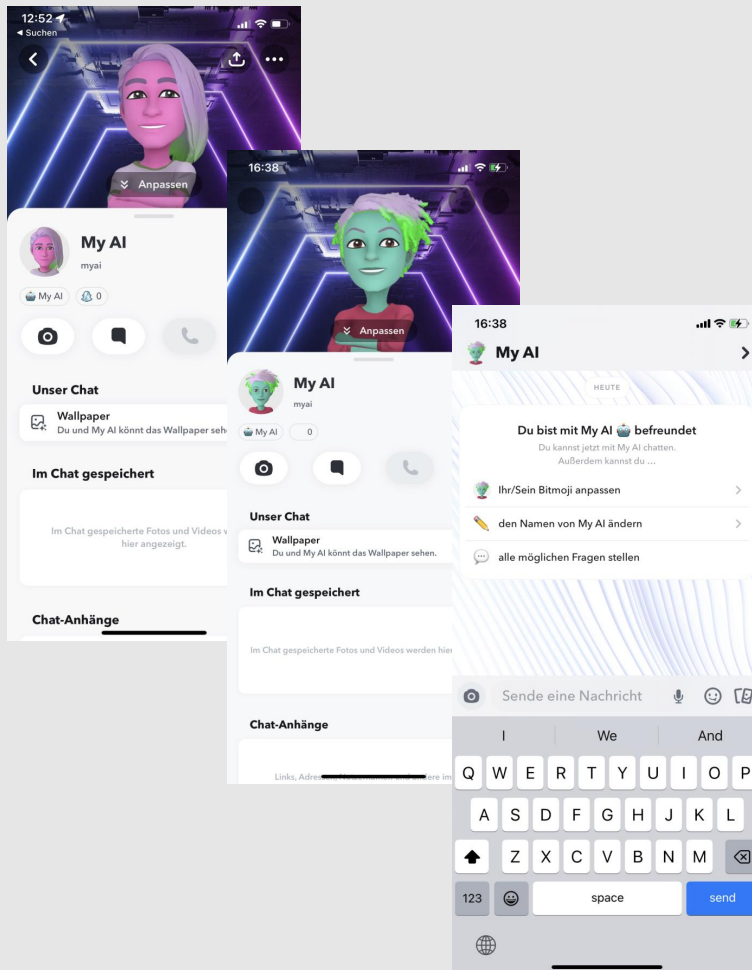 12:52
◀ Suchen
Anpassen
My AI
myai
My AI
0
Unser Chat
Wallpaper
Du und My AI könnt das Wallpaper seh
Im Chat gespeichert
Im Chat gespeicherte Fotos und Videos
hier angezeigt.
Chat-Anhänge
16:38
Anpassen
My AI
myai
My AI
0
Unser Chat
Wallpaper
Du und My AI könnt das Wallpaper sehen.
Im Chat gespeichert
Im Chat gespeicherte Fotos und Videos werden hier
Chat-Anhänge
Links, Adres
ere im
16:38
My AI
HEUTE
Du bist mit My AI 🤖 befreundet
Du kannst jetzt mit My AI chatten.
Außerdem kannst du ...
Ihr/Sein Bitmoji anpassen
den Namen von My AI ändern
alle möglichen Fragen stellen
Sende eine Nachricht
I We And
Q W E R T Y U I O P
A S D F G H J K L
Z X C V B N M
123 space send